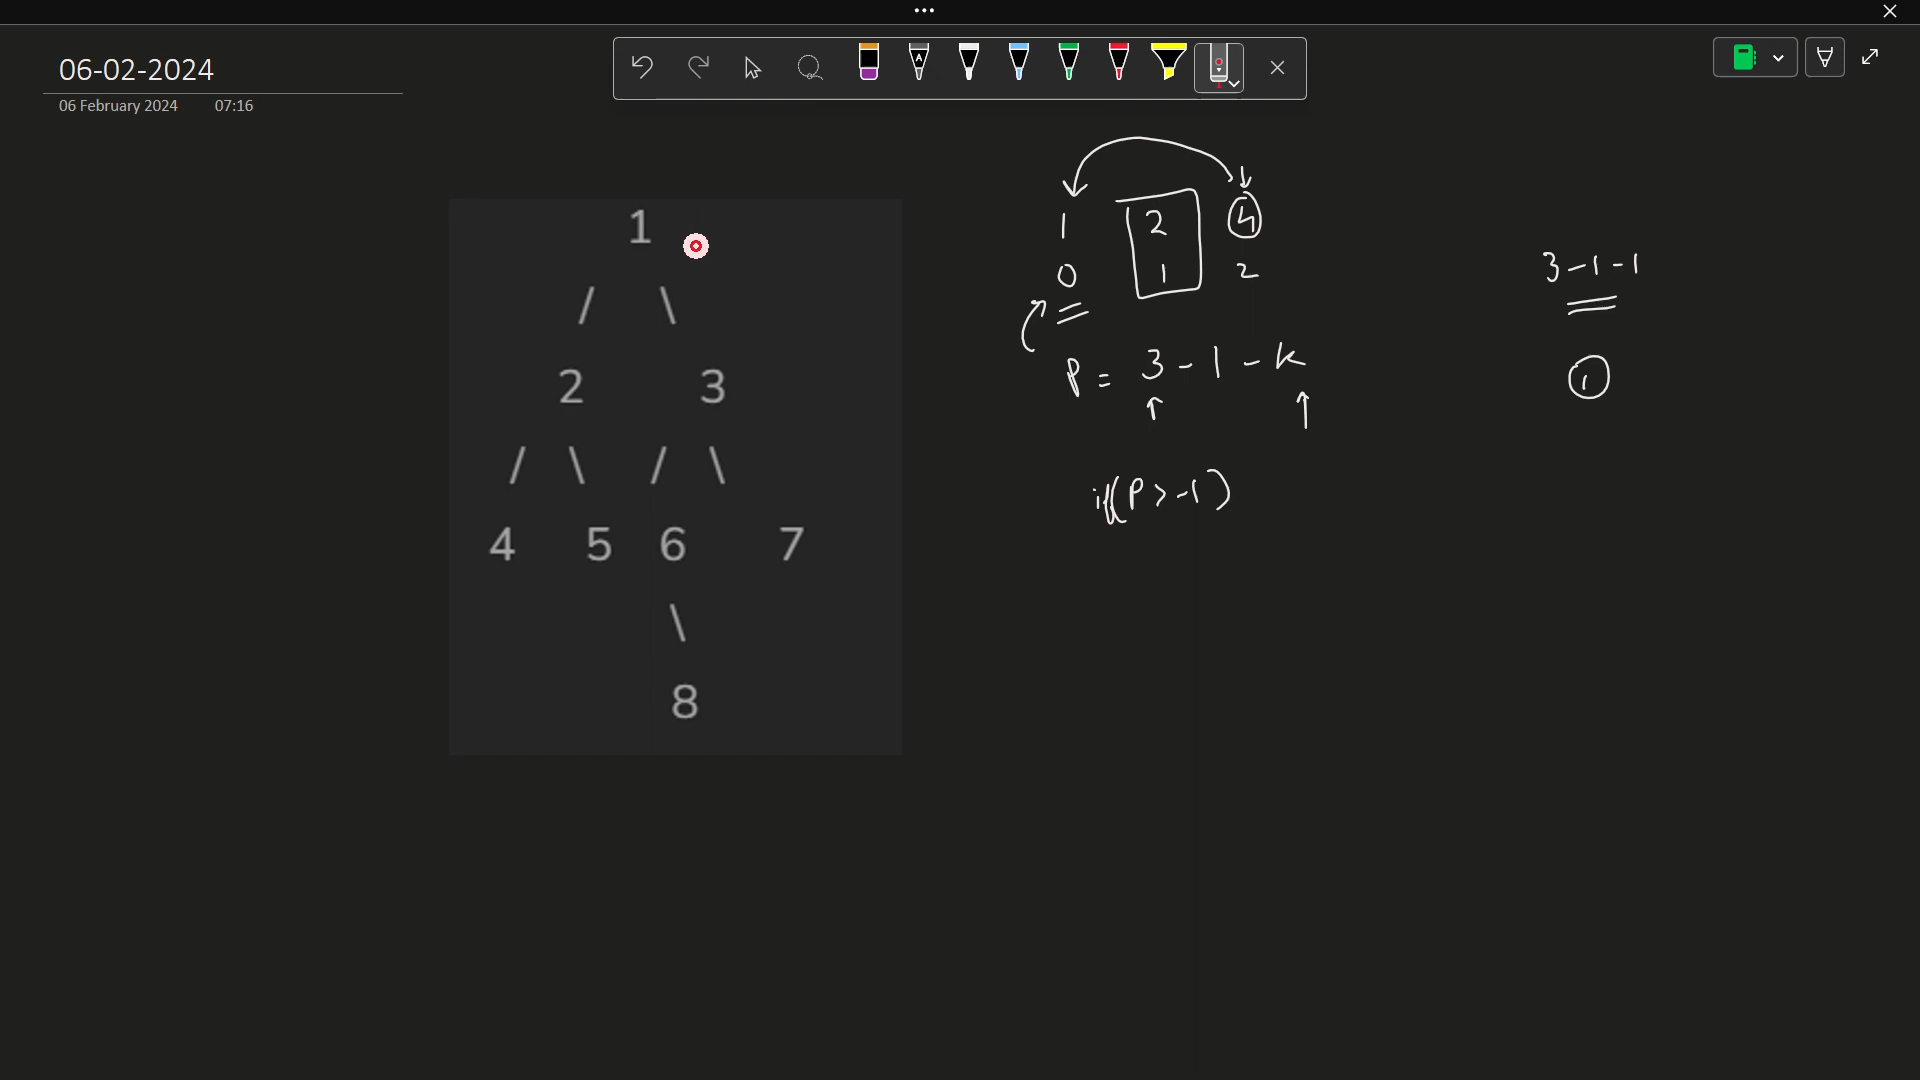 06-02-2024
06 February 2024 07:16
1
/ \
2 3
/ \ / \
4 5 6 7
\
8
1 2 4
0 1 2
P = 3 - 1 - k
if(P > -1)
3 - 1 - 1
1